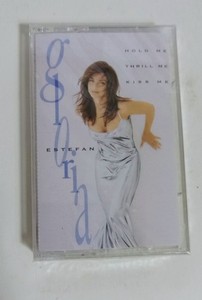 HOLD ME
THRILL ME
KISS ME
gloria
ESTEFAN